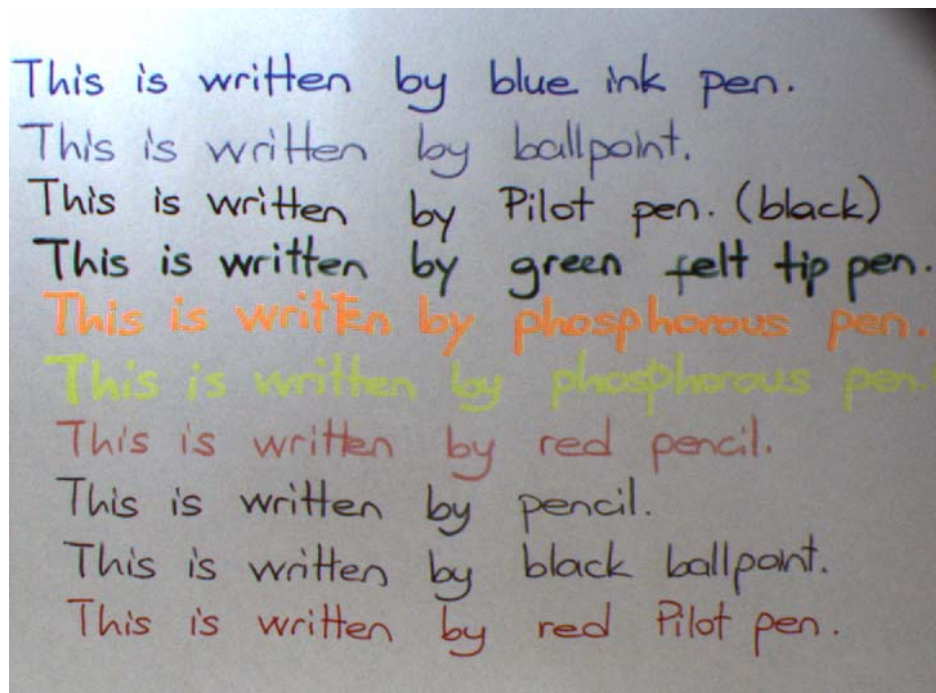 This is written by blue ink pen.
This is written by ballpoint.
This is written by Pilot pen. (black)
This is written by green felt tip pen.
This is written by phosphorous pen.
This is written by phosphorous pen.
This is written by red pencil.
This is written by pencil.
This is written by black ballpoint.
This is written by red Pilot pen.